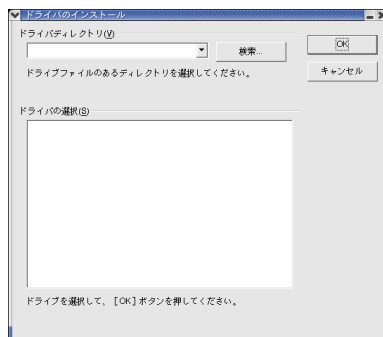 ドライバのインストール
ドライバディレクトリ(V)
検索...
OK
キャンセル
ドライブファイルのあるディレクトリを選択してください。
ドライバの選択(S)
ドライブを選択して、[OK]ボタンを押してください。